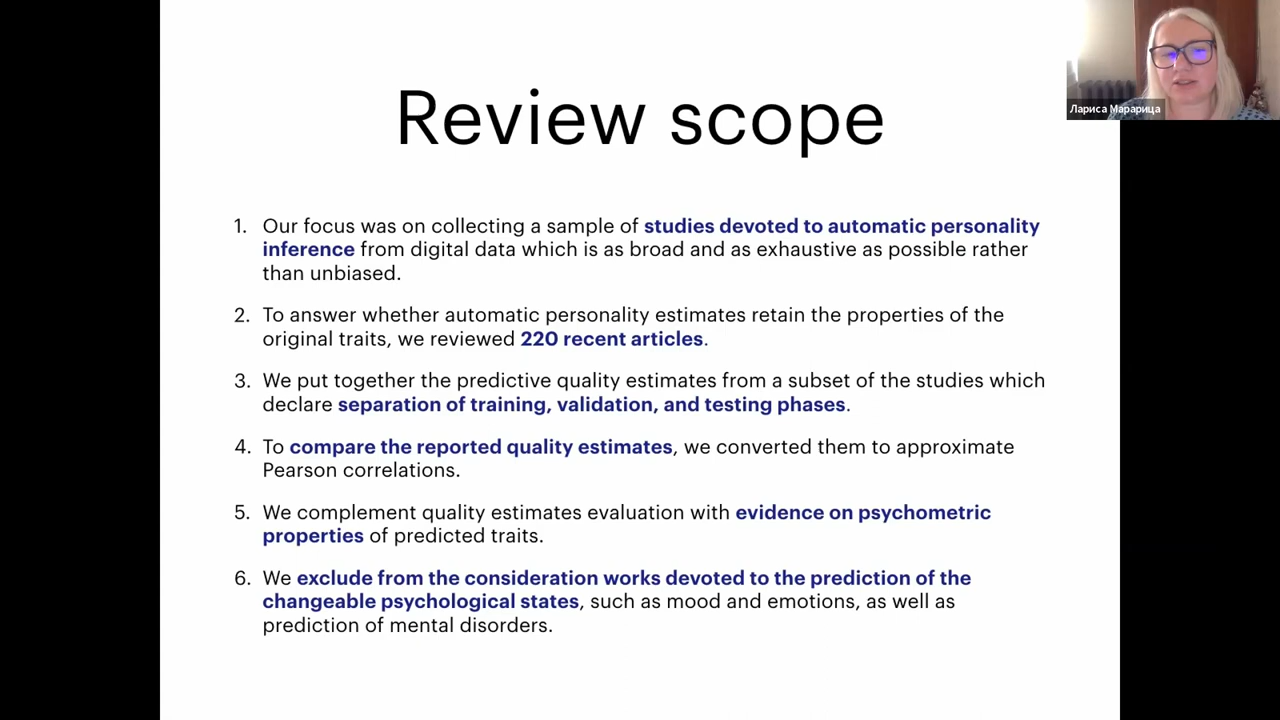 Review scope
Лариса Марарица
1. Our focus was on collecting a sample of studies devoted to automatic personality
inference from digital data which is as broad and as exhaustive as possible rather
than unbiased.
2. To answer whether automatic personality estimates retain the properties of the
original traits, we reviewed 220 recent articles.
3. We put together the predictive quality estimates from a subset of the studies which
declare separation of training, validation, and testing phases.
4. To compare the reported quality estimates, we converted them to approximate
Pearson correlations.
5. We complement quality estimates evaluation with evidence on psychometric
properties of predicted traits.
6. We exclude from the consideration works devoted to the prediction of the
changeable psychological states, such as mood and emotions, as well as
prediction of mental disorders.